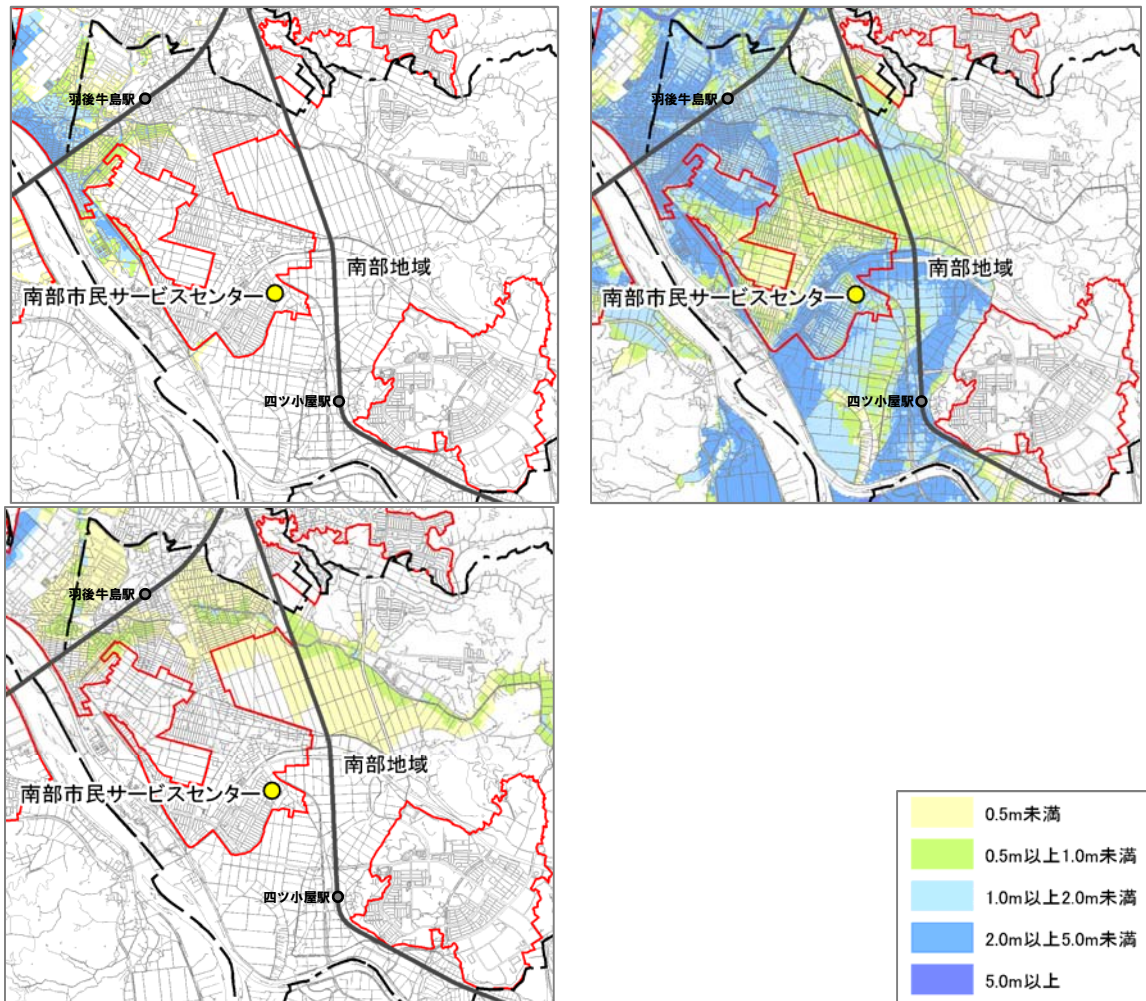 羽後牛島駅
南部地域
南部市民サービスセンター
四ツ小屋駅
羽後牛島駅
南部地域
南部市民サービスセンター
四ツ小屋駅
羽後牛島駅
南部地域
南部市民サービスセンター
四ツ小屋駅
0.5m未満
0.5m以上1.0m未満
1.0m以上2.0m未満
2.0m以上5.0m未満
5.0m以上